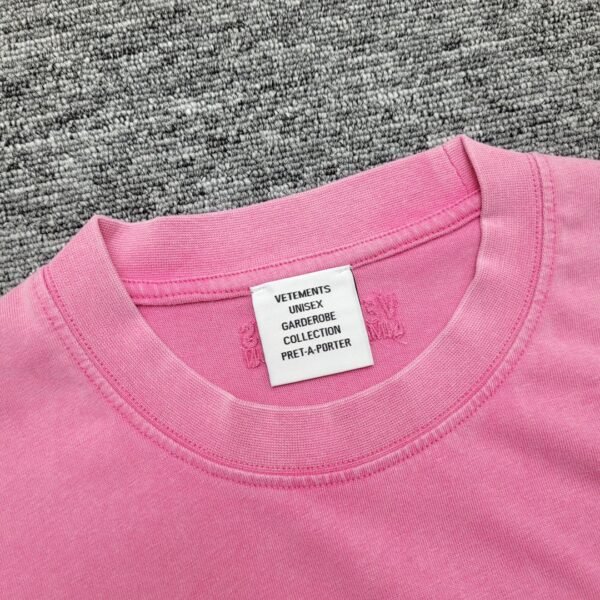 VETEMENTS
UNISEX
GARDEROBE
COLLECTION
PRET-A-PORTER